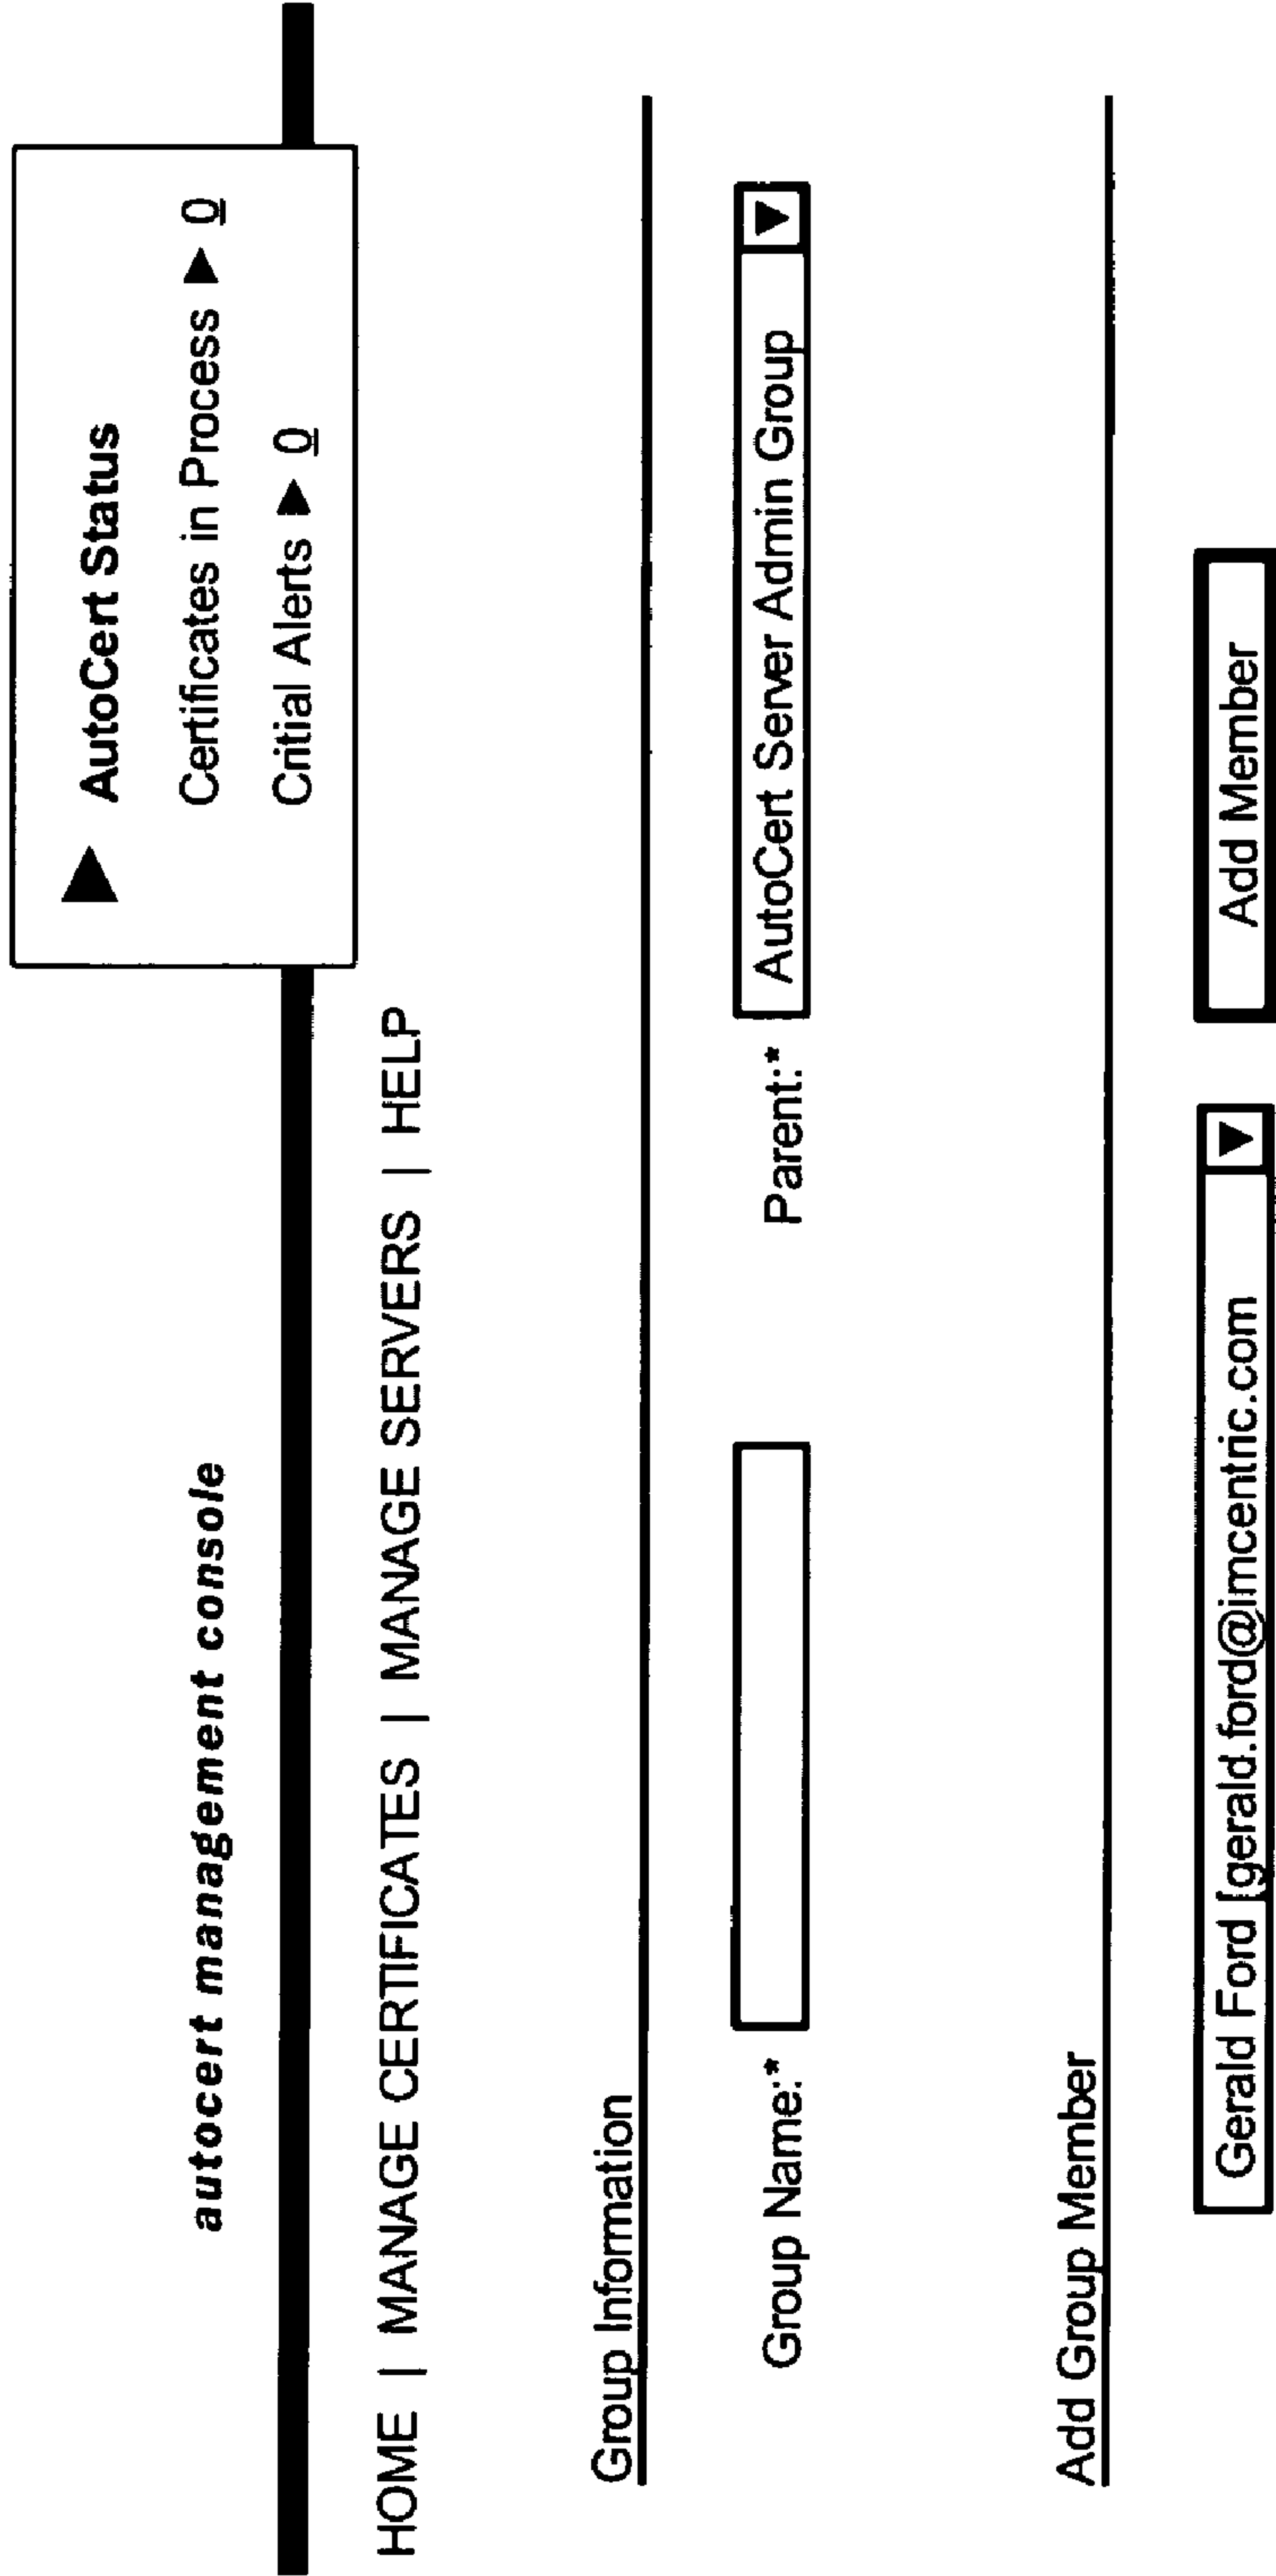 autocert management console
AutoCert Status
Certificates in Process ▶ 0
Critial Alerts ▶ 0
HOME | MANAGE CERTIFICATES | MANAGE SERVERS | HELP
Group Information
Group Name:* Parent:* AutoCert Server Admin Group
Add Group Member
Gerald Ford [gerald.ford@imcentric.com Add Member